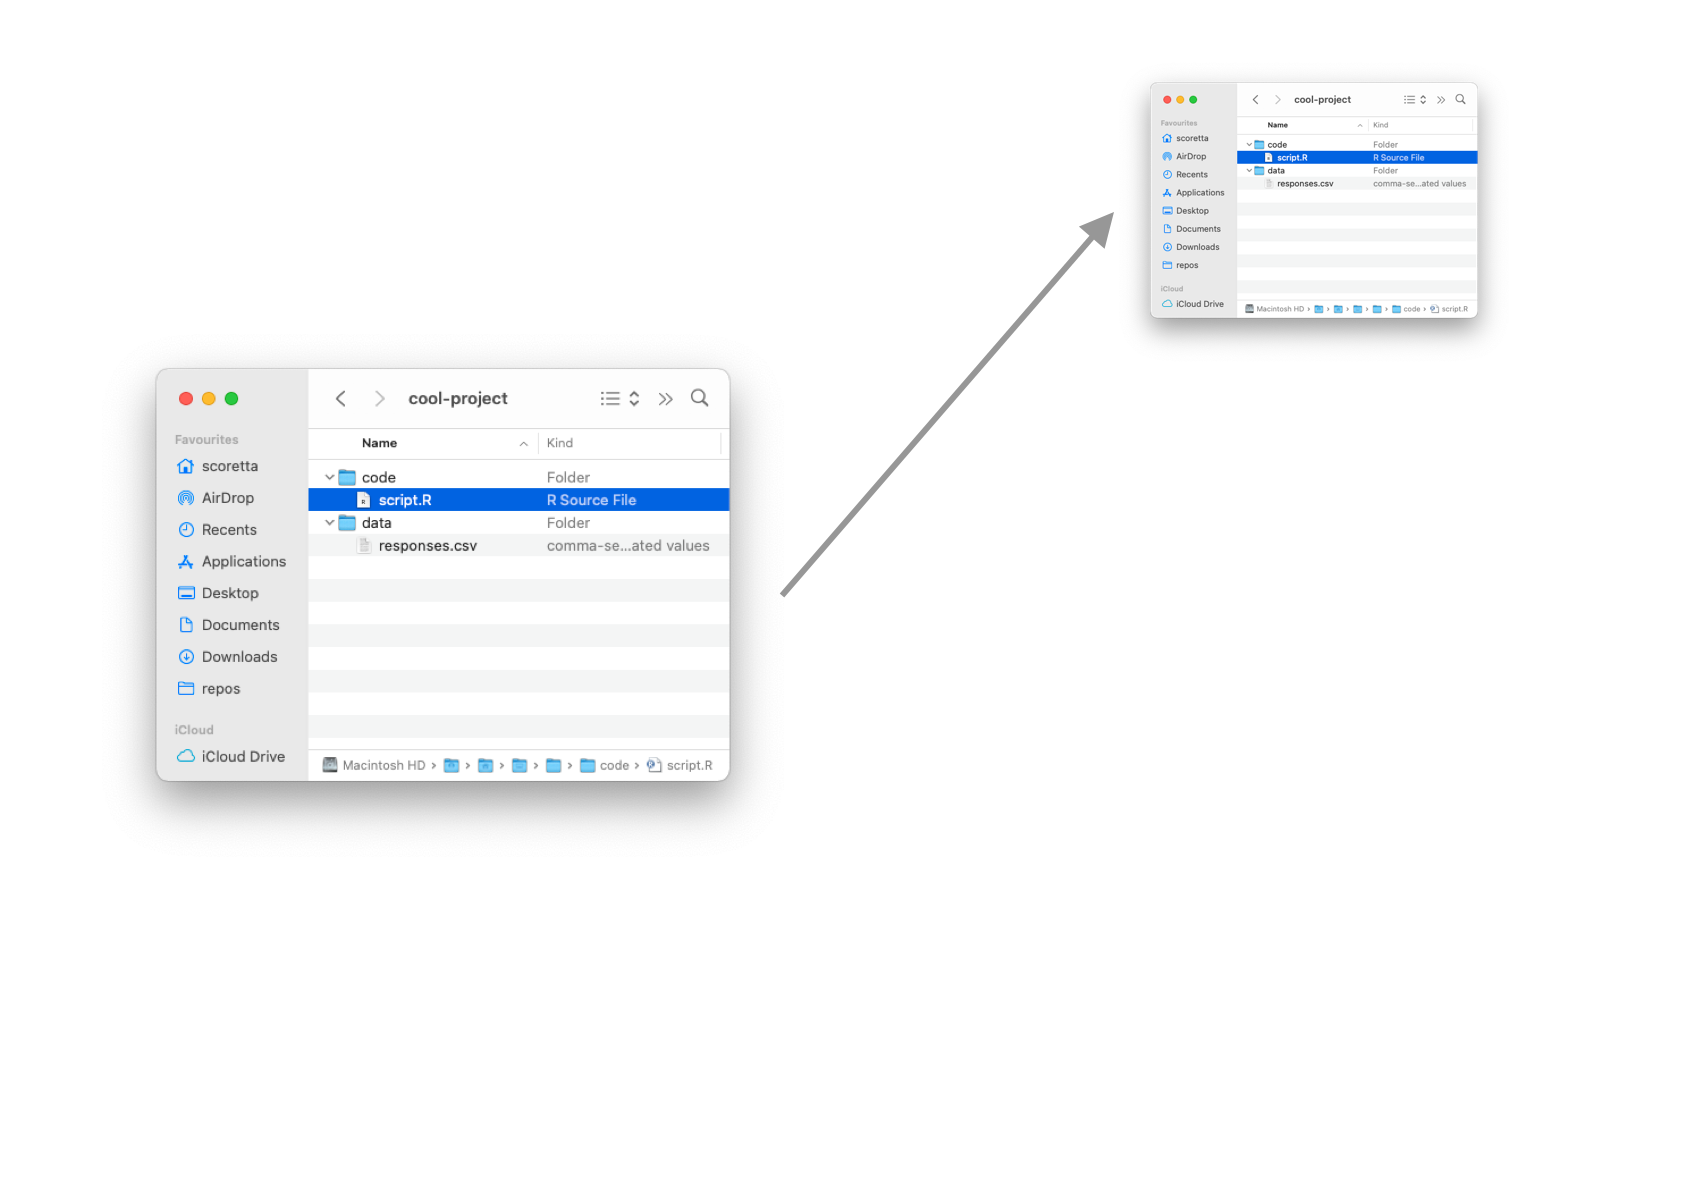 cool-project
Favourites
Name Kind
scoretta
code Folder
AirDrop
script.R R Source File
Recents
data Folder
responses.csv comma-se...ated values
Applications
Desktop
Documents
Downloads
repos
iCloud
iCloud Drive
Macintosh HD › › › › › code › script.R
cool-project
Favourites
Name Kind
scoretta
code Folder
AirDrop
script.R R Source File
Recents
data Folder
responses.csv comma-se...ated values
Applications
Desktop
Documents
Downloads
repos
iCloud
iCloud Drive
Macintosh HD › › › › › code › script.R